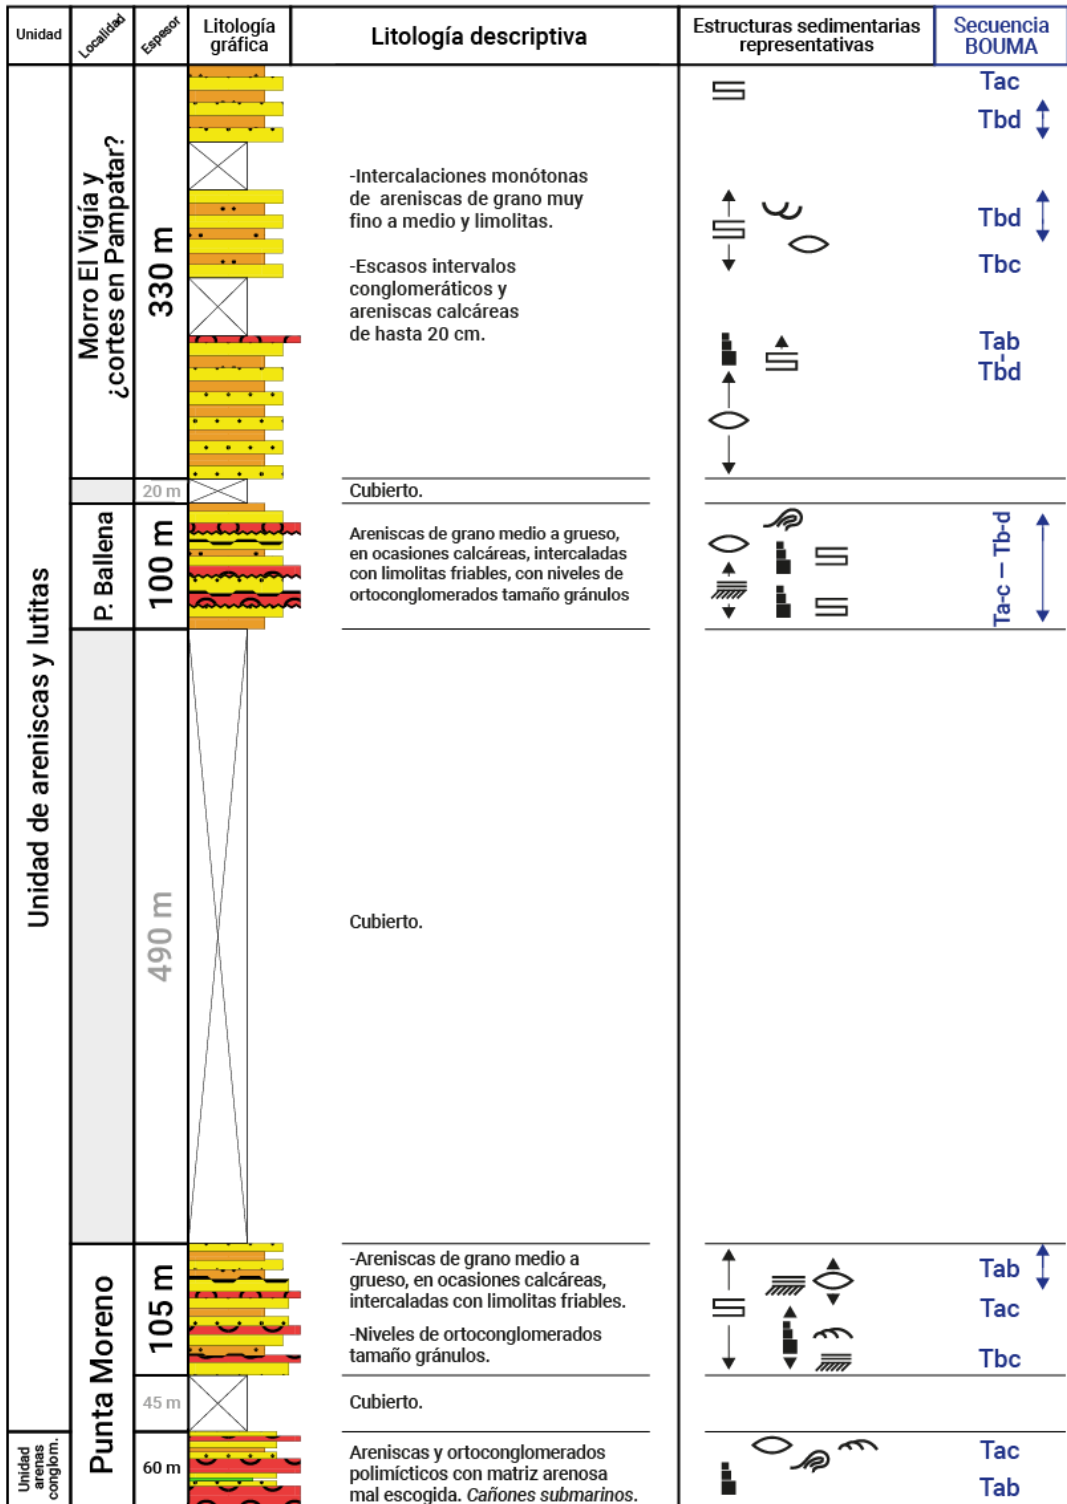 Unidad
Localidad
Espesor
Litología
gráfica
Litología descriptiva
Estructuras sedimentarias
representativas
Secuencia
BOUMA
Unidad de areniscas y lutitas
Morro El Vigía y
¿cortes en Pampatar?
330 m
-Intercalaciones monótonas
de areniscas de grano muy
fino a medio y limolitas.
-Escasos intervalos
conglomeráticos y
areniscas calcáreas
de hasta 20 cm.
Tac
Tbd
Tbd
Tbc
Tab
-
Tbd
20 m
Cubierto.
P. Ballena
100 m
Areniscas de grano medio a grueso,
en ocasiones calcáreas, intercaladas
con limolitas friables, con niveles de
ortoconglomerados tamaño gránulos
Ta-c — Tb-d
490 m
Cubierto.
Punta Moreno
105 m
-Areniscas de grano medio a
grueso, en ocasiones calcáreas,
intercaladas con limolitas friables.
-Niveles de ortoconglomerados
tamaño gránulos.
Tab
Tac
Tbc
45 m
Cubierto.
Unidad
arenas
conglom.
60 m
Areniscas y ortoconglomerados
polimícticos con matriz arenosa
mal escogida. Cañones submarinos.
Tac
Tab